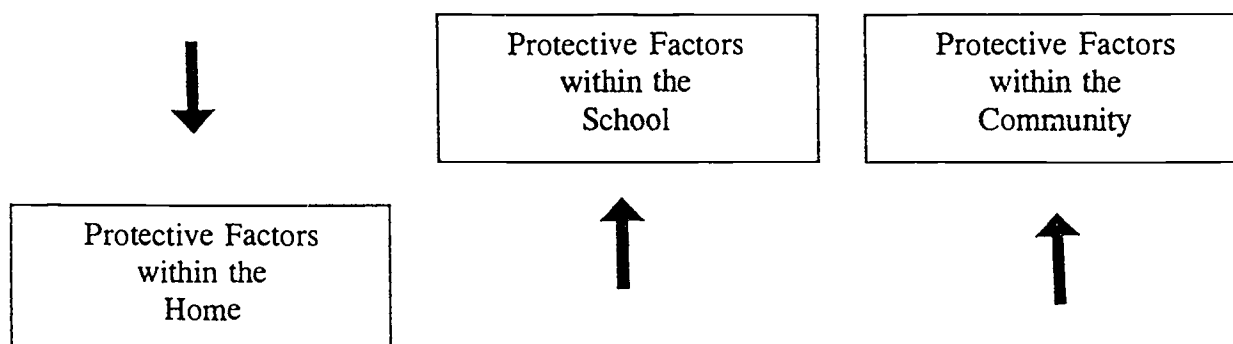 Protective Factors
within the
School
Protective Factors
within the
Community
Protective Factors
within the
Home